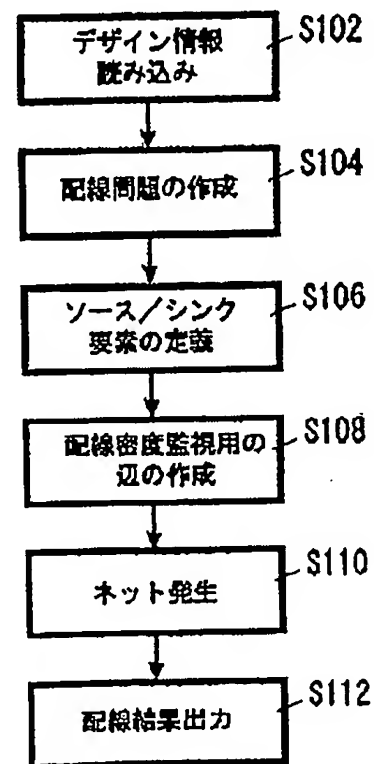 デザイン情報
読み込み
S102
配線問題の作成
S104
ソース/シンク
要素の定義
S106
配線密度監視用の
辺の作成
S108
ネット発生
S110
配線結果出力
S112